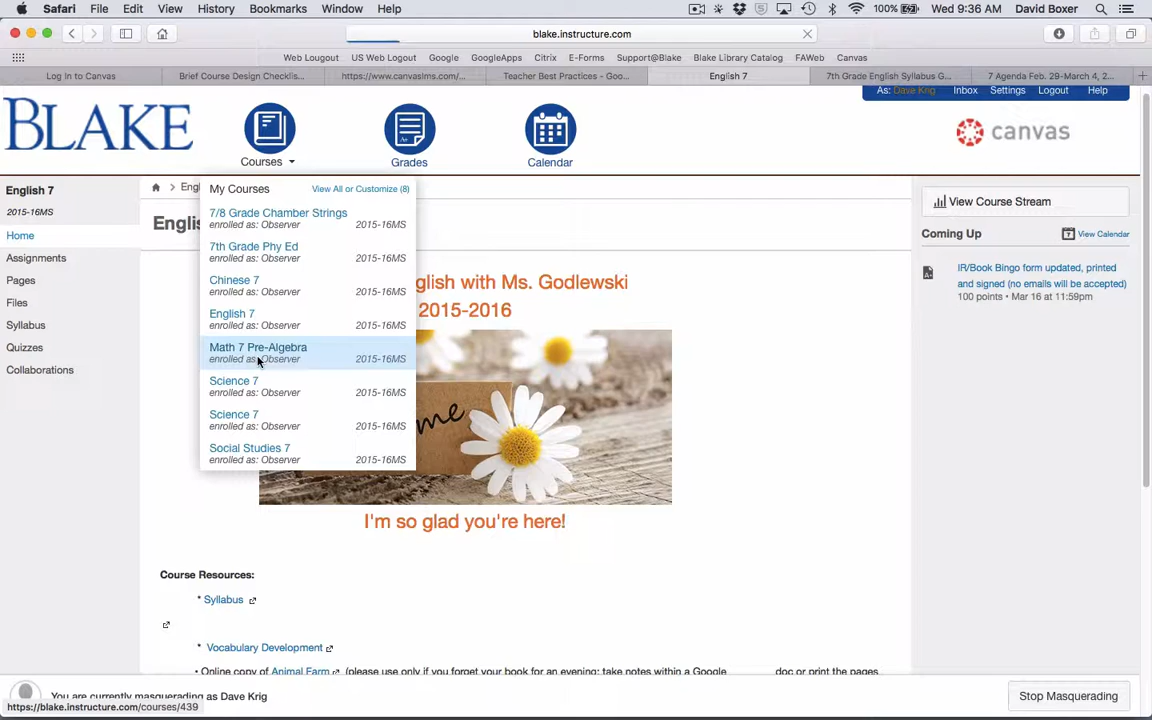 Safari File Edit View History Bookmarks Window Help 100% Wed 9:36 AM David Boxer
blake.instructure.com
Web Lougout US Web Logout Google GoogleApps Citrix E-Forms Support@Blake Blake Library Catalog FAWeb Canvas
Log In to Canvas Brief Course Design Checklis... https://www.canvaslms.com/... Teacher Best Practices - Goo... English 7 7th Grade English Syllabus G... 7 Agenda Feb. 29-March 4, 2...
As: Dave Krig Inbox Settings Logout Help
BLAKE
canvas
Courses Grades Calendar
English 7
2015-16MS
Home
Assignments
Pages
Files
Syllabus
Quizzes
Collaborations
Engl
My Courses View All or Customize (8)
7/8 Grade Chamber Strings
enrolled as: Observer 2015-16MS
7th Grade Phy Ed
enrolled as: Observer 2015-16MS
Chinese 7
enrolled as: Observer 2015-16MS
English 7
enrolled as: Observer 2015-16MS
Math 7 Pre-Algebra
enrolled as: Observer 2015-16MS
Science 7
enrolled as: Observer 2015-16MS
Science 7
enrolled as: Observer 2015-16MS
Social Studies 7
enrolled as: Observer 2015-16MS
Englis
glish with Ms. Godlewski
2015-2016
me
I'm so glad you're here!
Course Resources:
* Syllabus
* Vocabulary Development
• Online copy of Animal Farm (please use only if you forget your book for an evening; take notes within a Google doc or print the pages
View Course Stream
Coming Up View Calendar
IR/Book Bingo form updated, printed
and signed (no emails will be accepted)
100 points • Mar 16 at 11:59pm
You are currently masquerading as Dave Krig
Stop Masquerading
https://blake.instructure.com/courses/439